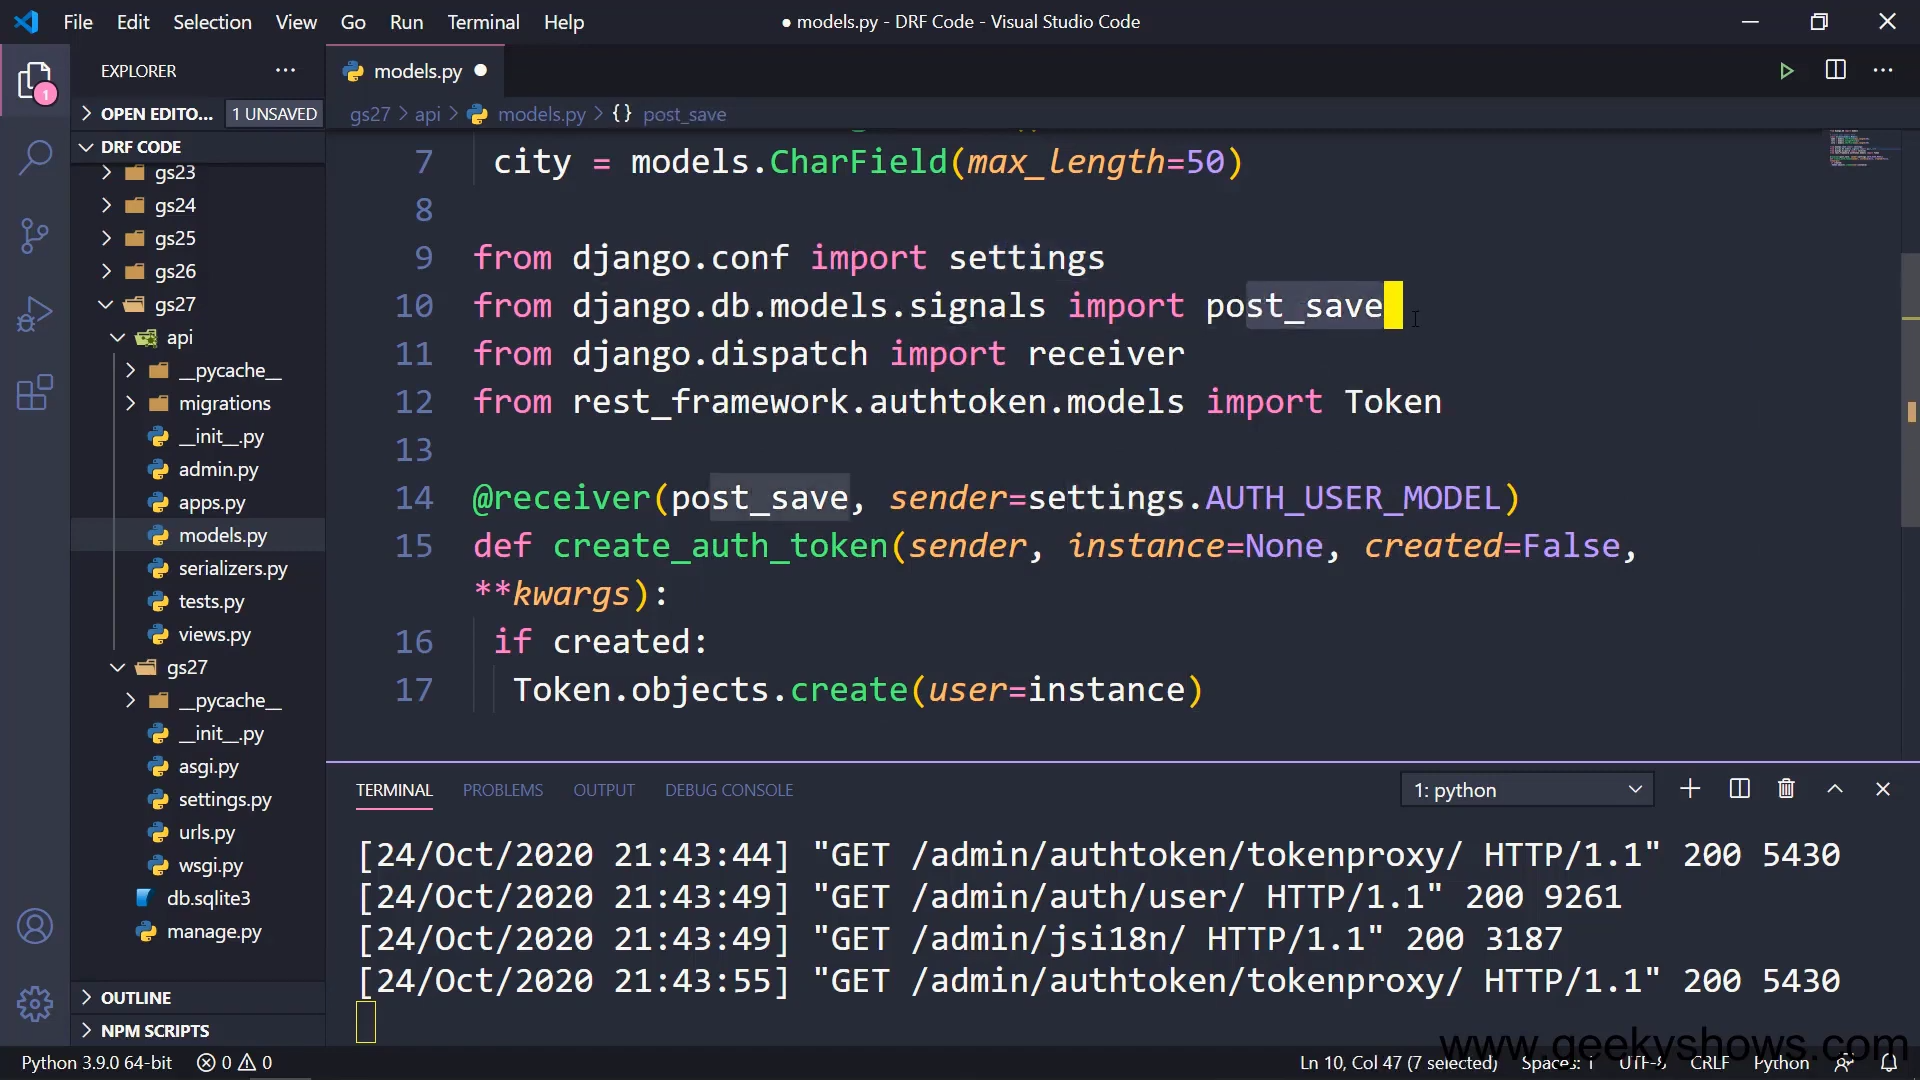 File Edit Selection View Go Run Terminal Help
● models.py - DRF Code - Visual Studio Code
EXPLORER
1
OPEN EDITO... 1 UNSAVED
DRF CODE
gs23
gs24
gs25
gs26
gs27
api
__pycache__
migrations
__init__.py
admin.py
apps.py
models.py
serializers.py
tests.py
views.py
gs27
__pycache__
__init__.py
asgi.py
settings.py
urls.py
wsgi.py
db.sqlite3
manage.py
OUTLINE
NPM SCRIPTS
models.py ●
gs27 > api > models.py > {} post_save
7 city = models.CharField(max_length=50)
8
9 from django.conf import settings
10 from django.db.models.signals import post_save
11 from django.dispatch import receiver
12 from rest_framework.authtoken.models import Token
13
14 @receiver(post_save, sender=settings.AUTH_USER_MODEL)
15 def create_auth_token(sender, instance=None, created=False,
**kwargs):
16 if created:
17 Token.objects.create(user=instance)
TERMINAL PROBLEMS OUTPUT DEBUG CONSOLE 1: python
[24/Oct/2020 21:43:44] "GET /admin/authtoken/tokenproxy/ HTTP/1.1" 200 5430
[24/Oct/2020 21:43:49] "GET /admin/auth/user/ HTTP/1.1" 200 9261
[24/Oct/2020 21:43:49] "GET /admin/jsi18n/ HTTP/1.1" 200 3187
[24/Oct/2020 21:43:55] "GET /admin/authtoken/tokenproxy/ HTTP/1.1" 200 5430
www.geekyshows.com
Python 3.9.0 64-bit 0 0 Ln 10, Col 47 (7 selected) Spaces: 1 UTF-8 CRLF Python